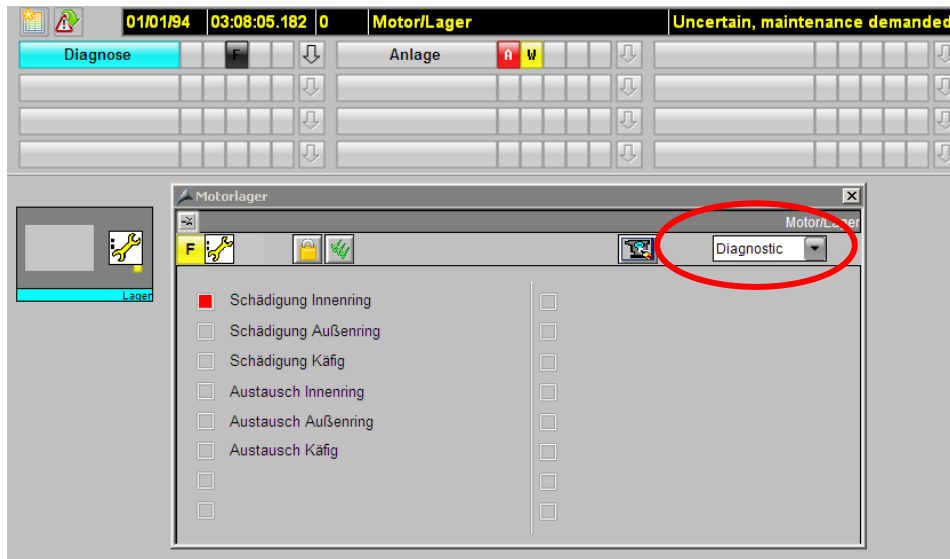 01/01/94 03:08:05.182 0 Motor/Lager Uncertain, maintenance demanded
Diagnose F Anlage A W
Motorlager
Motor/Lager
F Diagnostic
Lager
Schädigung Innenring
Schädigung Außenring
Schädigung Käfig
Austausch Innenring
Austausch Außenring
Austausch Käfig